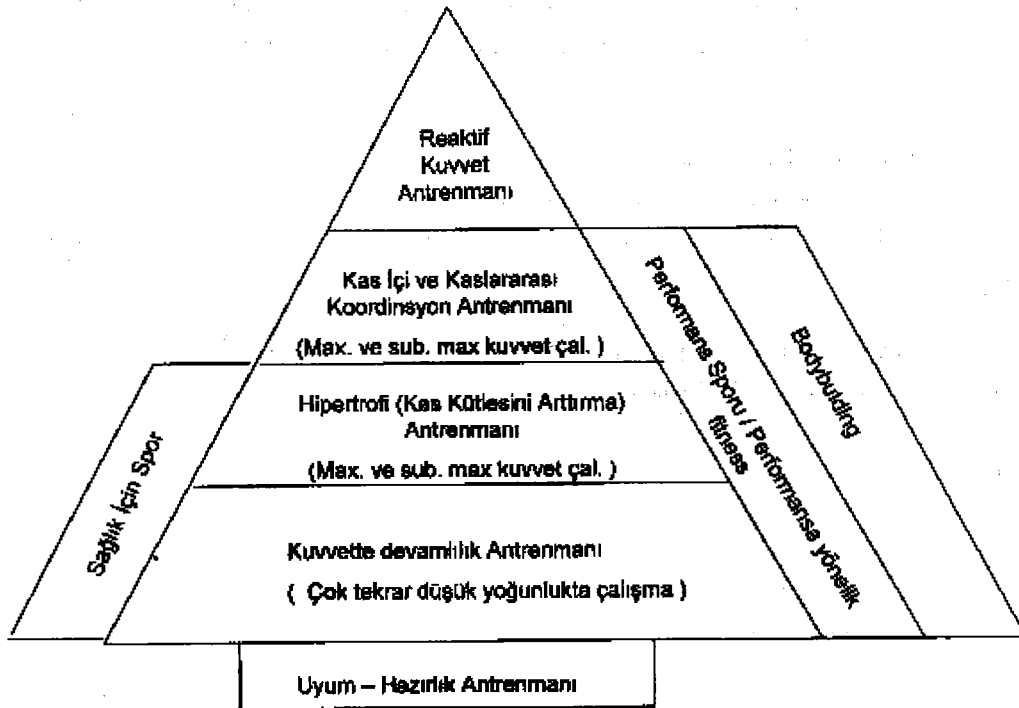 Reaktif
Kuvvet
Antrenmanı
Kas İçi ve Kaslararası
Koordinsyon Antrenmanı
(Max. ve sub. max kuvvet çal. )
Hipertrofi (Kas Kütlesini Arttırma)
Antrenmanı
(Max. ve sub. max kuvvet çal. )
Kuvvette devamlılık Antrenmanı
( Çok tekrar düşük yoğunlukta çalışma )
Uyum – Hazırlık Antrenmanı
Sağlık İçin Spor
Performans Sporu / Performansa yönelik
fitness
Bodybulding